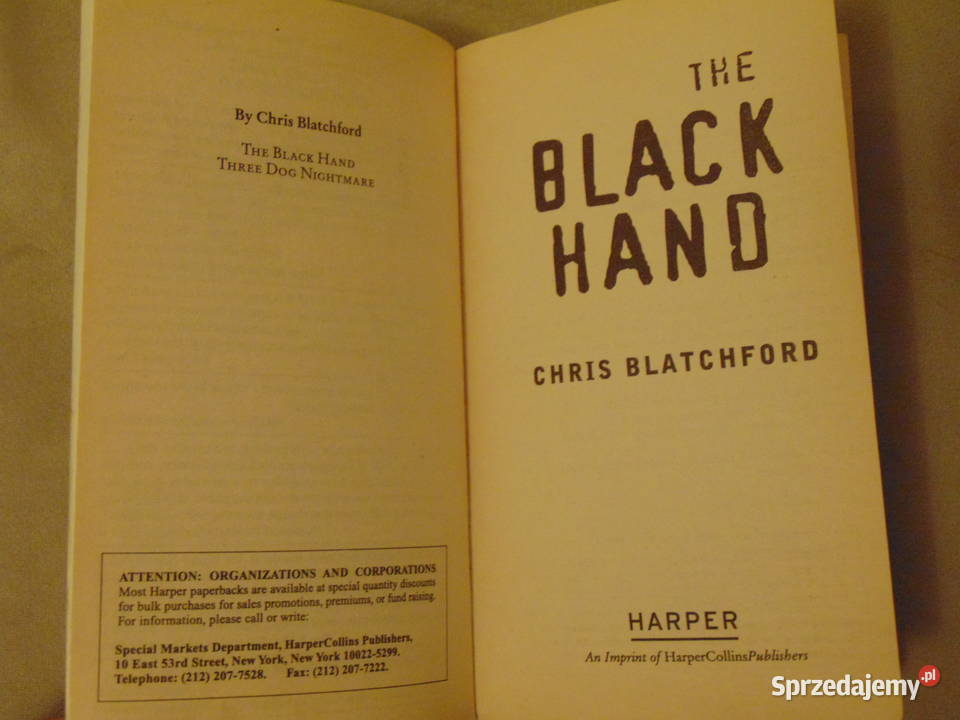 By Chris Blatchford
The Black Hand
Three Dog Nightmare
ATTENTION: ORGANIZATIONS AND CORPORATIONS
Most Harper paperbacks are available at special quantity discounts
for bulk purchases for sales promotions, premiums, or fund raising.
For information, please call or write:
Special Markets Department, HarperCollins Publishers,
10 East 53rd Street, New York, New York 10022-5299.
Telephone: (212) 207-7528. Fax: (212) 207-7222.
THE
BLACK
HAND
CHRIS BLATCHFORD
HARPER
An Imprint of HarperCollinsPublishers
Sprzedajemy.pl